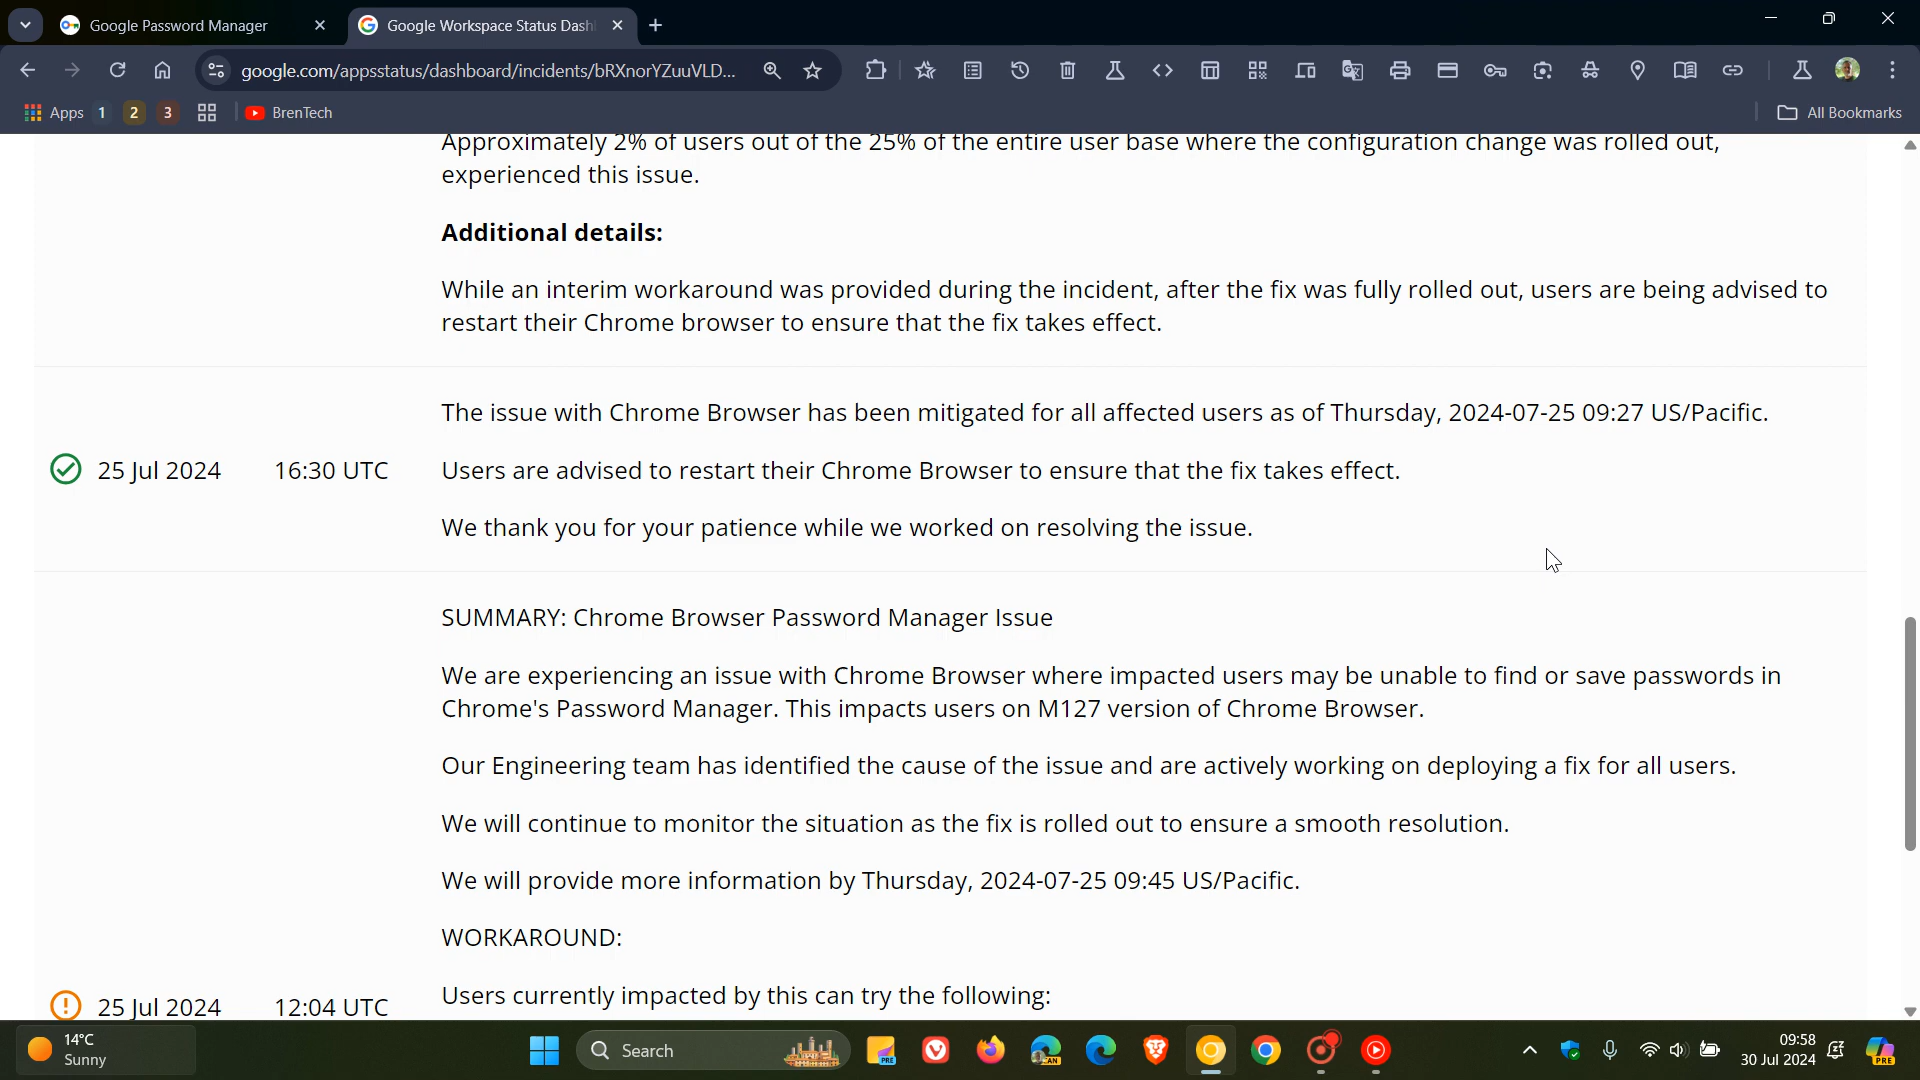 Google Password Manager
Google Workspace Status Dash
google.com/appsstatus/dashboard/incidents/bRXnorYZuuVLD...
Apps
1
2
3
BrenTech
All Bookmarks
Approximately 2% of users out of the 25% of the entire user base where the configuration change was rolled out,
experienced this issue.
Additional details:
While an interim workaround was provided during the incident, after the fix was fully rolled out, users are being advised to
restart their Chrome browser to ensure that the fix takes effect.
The issue with Chrome Browser has been mitigated for all affected users as of Thursday, 2024-07-25 09:27 US/Pacific.
25 Jul 2024 16:30 UTC Users are advised to restart their Chrome Browser to ensure that the fix takes effect.
We thank you for your patience while we worked on resolving the issue.
SUMMARY: Chrome Browser Password Manager Issue
We are experiencing an issue with Chrome Browser where impacted users may be unable to find or save passwords in
Chrome's Password Manager. This impacts users on M127 version of Chrome Browser.
Our Engineering team has identified the cause of the issue and are actively working on deploying a fix for all users.
We will continue to monitor the situation as the fix is rolled out to ensure a smooth resolution.
We will provide more information by Thursday, 2024-07-25 09:45 US/Pacific.
WORKAROUND:
Users currently impacted by this can try the following:
25 Jul 2024 12:04 UTC
14°C
Sunny
Search
PRE
CAN
09:58
30 Jul 2024
PRE